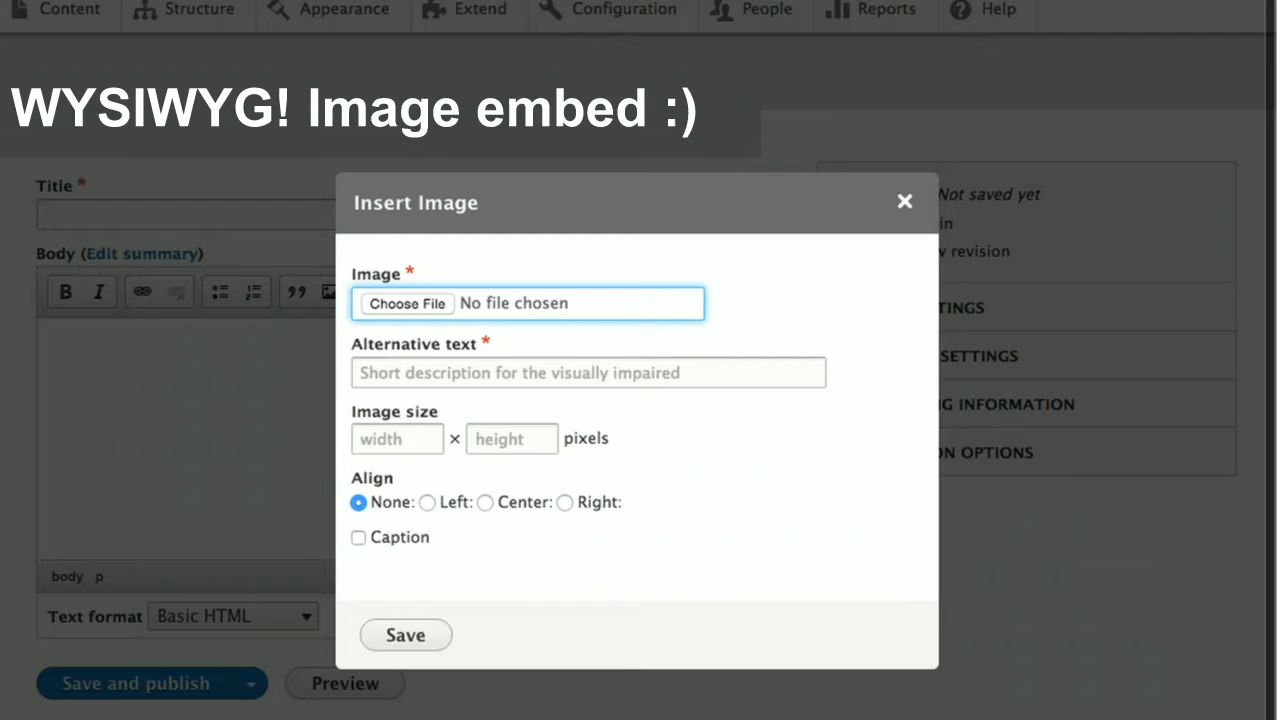 Content Structure Appearance Extend Configuration People Reports Help
WYSIWYG! Image embed :)
Title *
Not saved yet
in
v revision
Body (Edit summary)
B I
Insert Image
Image *
Choose File No file chosen
TINGS
Alternative text *
Short description for the visually impaired
SETTINGS
Image size
width × height pixels
G INFORMATION
ON OPTIONS
Align
None: Left: Center: Right:
Caption
body p
Text format Basic HTML
Save
Save and publish Preview